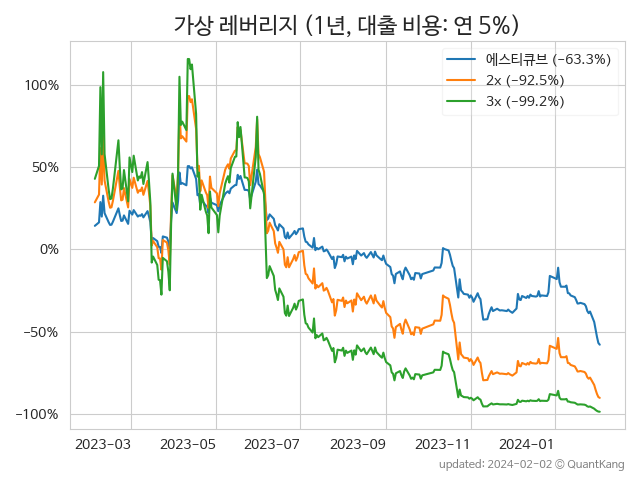 가상 레버리지 (1년, 대출 비용: 연 5%)
에스티큐브 (−63.3%)
2x (−92.5%)
3x (−99.2%)
100%
50%
0%
−50%
−100%
2023−03 2023−05 2023−07 2023−09 2023−11 2024−01
updated: 2024-02-02 © QuantKang